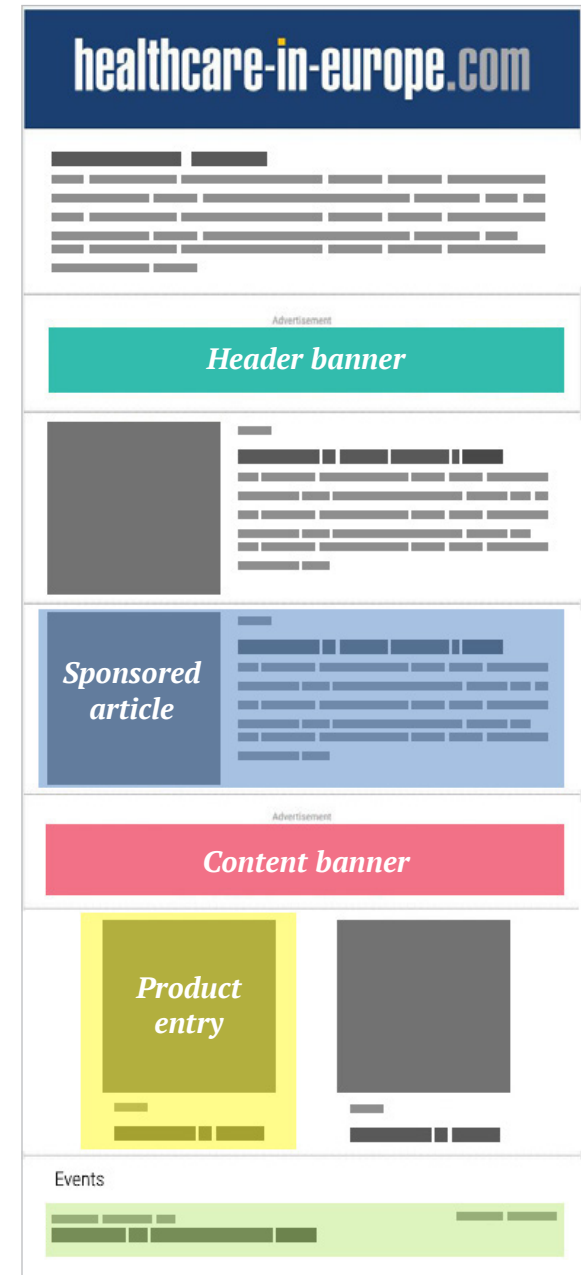 healthcare-in-europe.com
Advertisement
Header banner
Sponsored
article
Advertisement
Content banner
Product
entry
Events